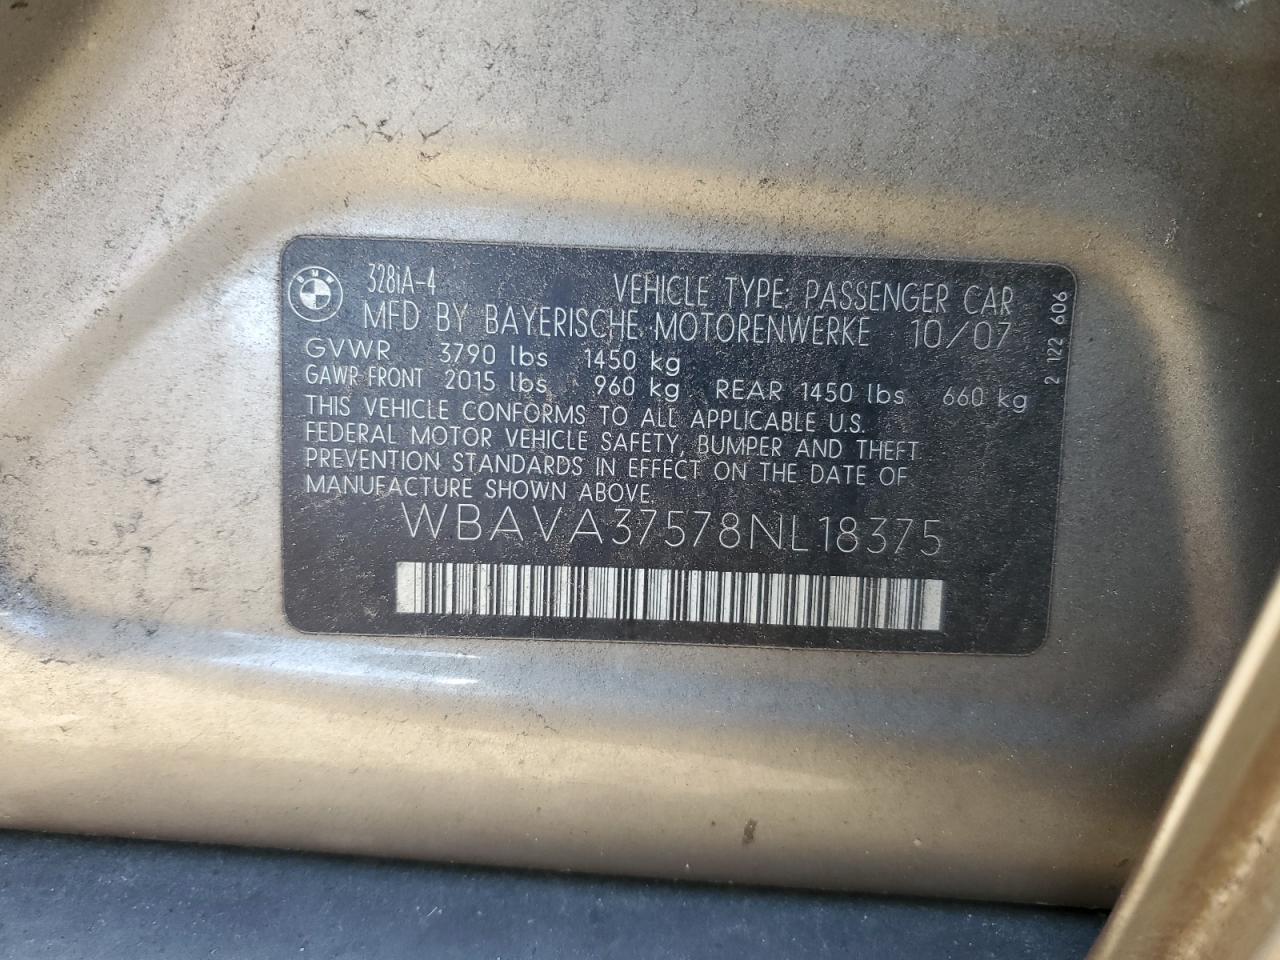 BMW
328iA-4 VEHICLE TYPE: PASSENGER CAR
MFD BY BAYERISCHE MOTORENWERKE 10/07
GVWR 3790 lbs 1450 kg
GAWR FRONT 2015 lbs 960 kg REAR 1450 lbs 660 kg
THIS VEHICLE CONFORMS TO ALL APPLICABLE U.S.
FEDERAL MOTOR VEHICLE SAFETY, BUMPER AND THEFT
PREVENTION STANDARDS IN EFFECT ON THE DATE OF
MANUFACTURE SHOWN ABOVE.
WBAVA37578NL18375
2 1122 606